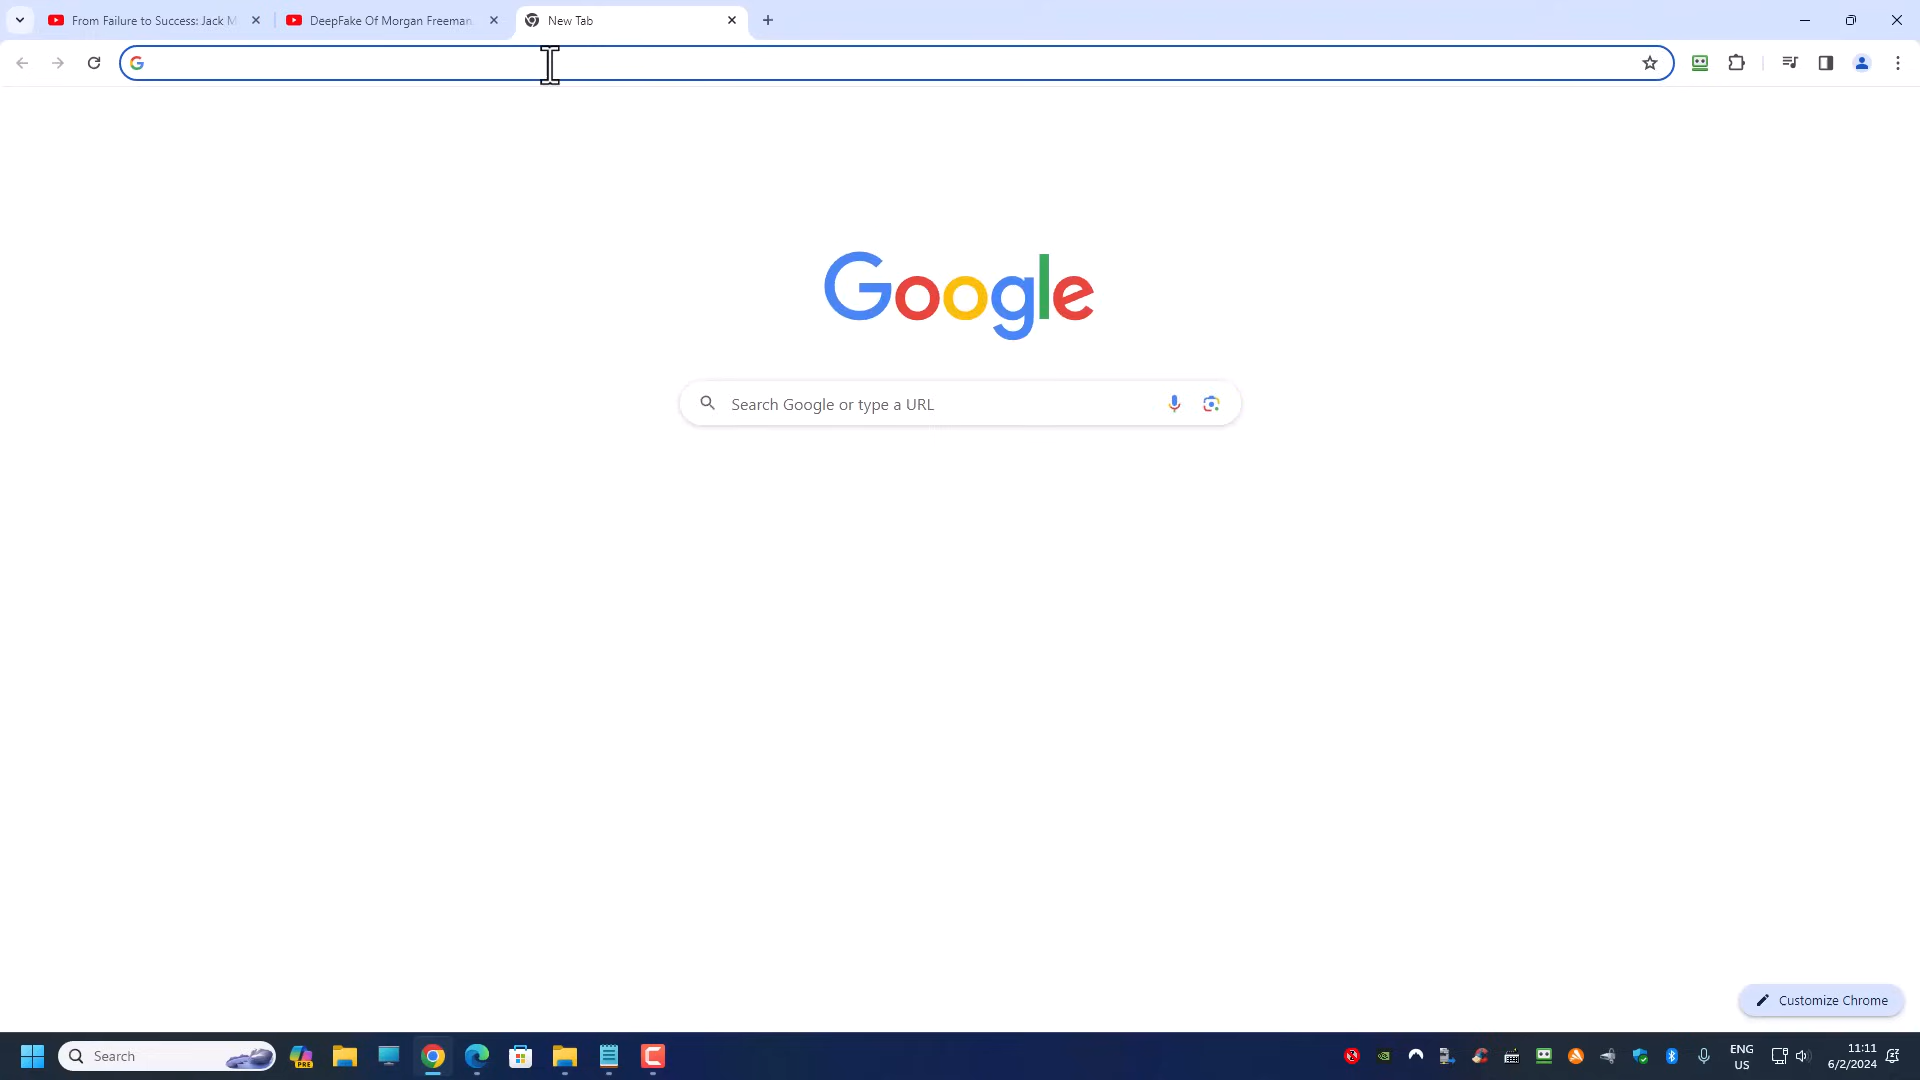 From Failure to Success: Jack M
DeepFake Of Morgan Freeman
New Tab
Google
Search Google or type a URL
Customize Chrome
Search
PRE
ENG
US
11:11
6/2/2024